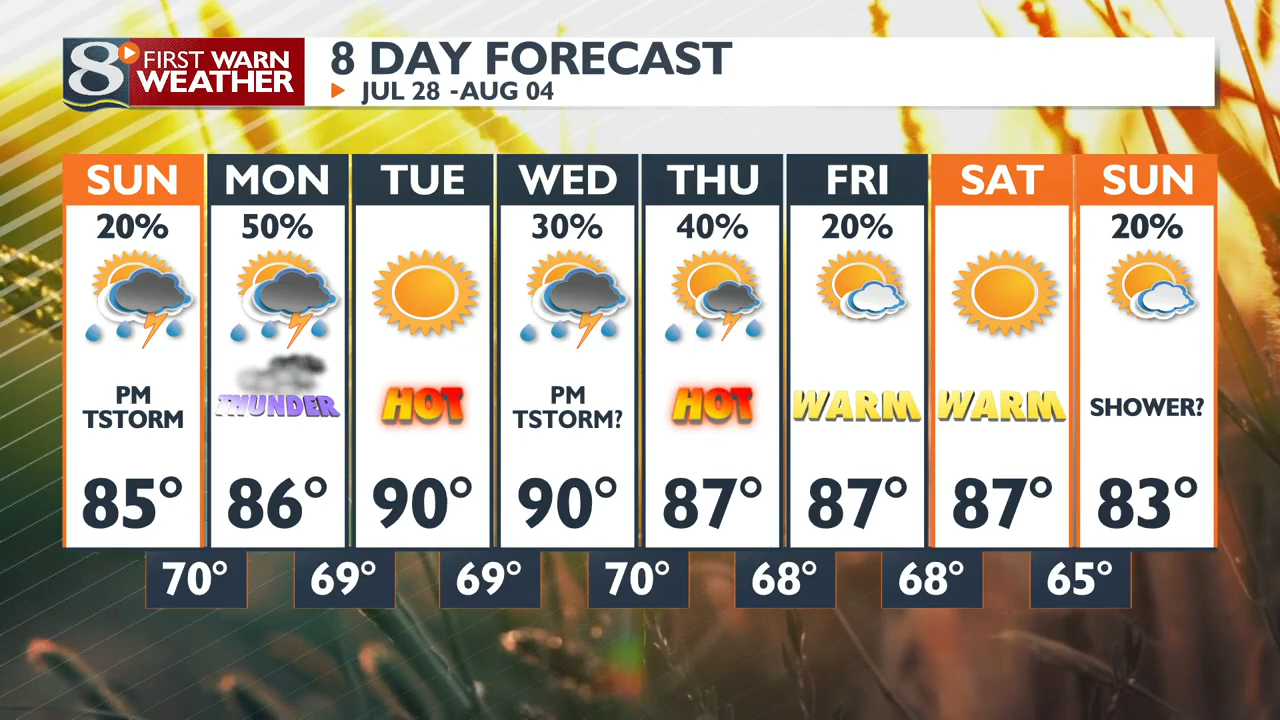 8 FIRST WARN
WEATHER
8 DAY FORECAST
JUL 28 -AUG 04
SUN MON TUE WED THU FRI SAT SUN
20% 50% 30% 40% 20% 20%
PM
TSTORM
THUNDER
HOT
PM
TSTORM?
HOT
WARM
WARM
SHOWER?
85° 86° 90° 90° 87° 87° 87° 83°
70° 69° 69° 70° 68° 68° 65°